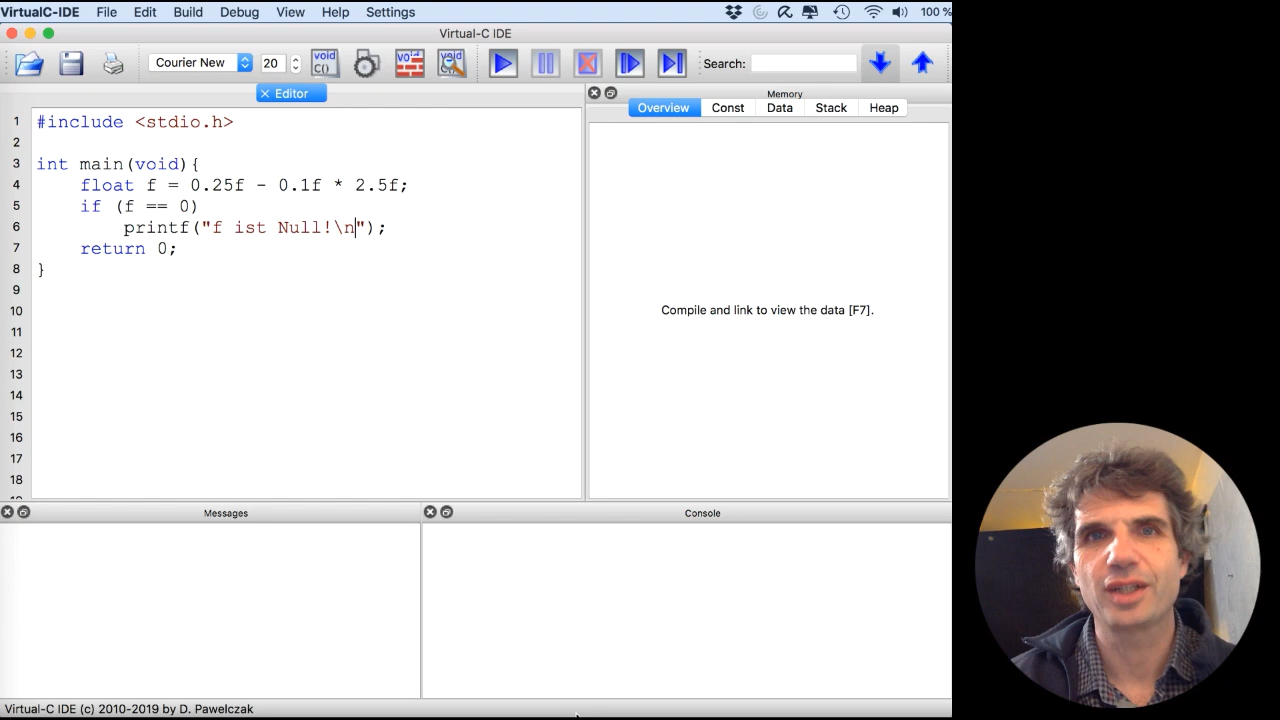 VirtualC-IDE File Edit Build Debug View Help Settings 100 %
Virtual-C IDE
Courier New 20 void C() void void Search:
Editor
Memory
Overview Const Data Stack Heap
1 #include <stdio.h>
2
3 int main(void){
4 float f = 0.25f - 0.1f * 2.5f;
5 if (f == 0)
6 printf("f ist Null!\n");
7 return 0;
8 }
9
10
11
12
13
14
15
16
17
18
Compile and link to view the data [F7].
Messages Console
Virtual-C IDE (c) 2010-2019 by D. Pawelczak